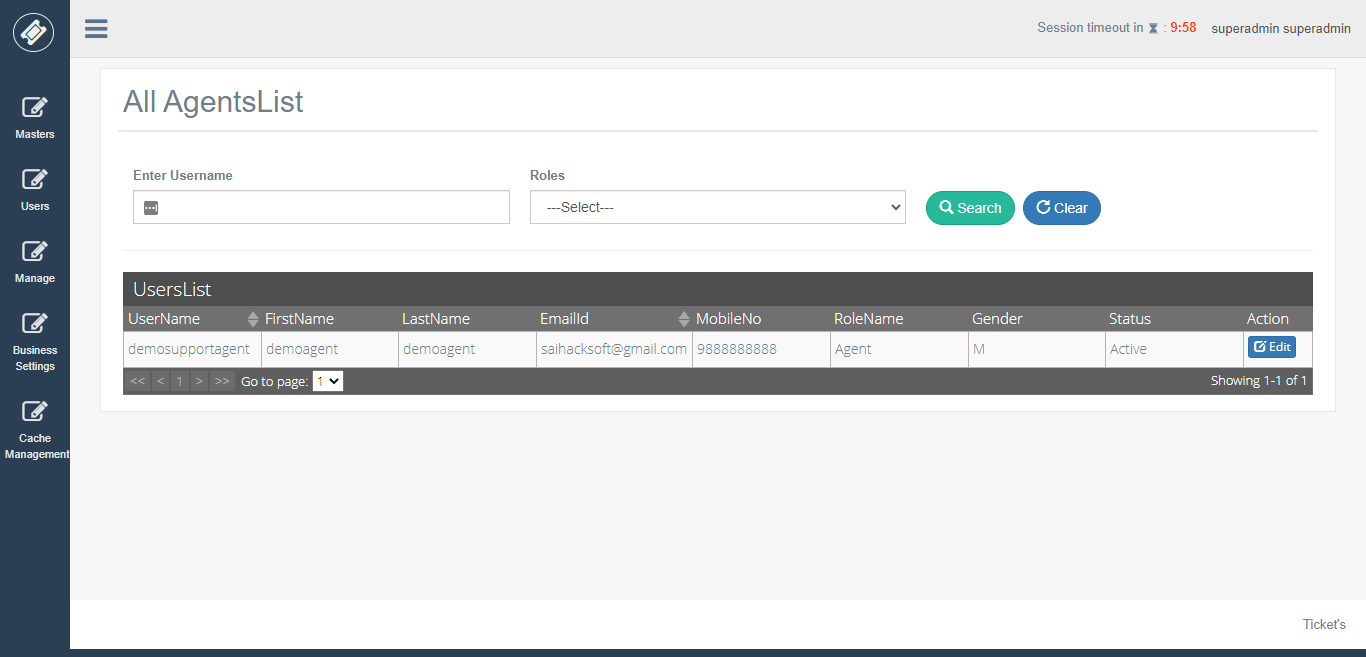 Session timeout in : 9:58 superadmin superadmin
Masters
Users
Manage
Business
Settings
Cache
Management
All AgentsList
Enter Username Roles
---Select--- Search Clear
UsersList
UserName FirstName LastName EmailId MobileNo RoleName Gender Status Action
demosupportagent demoagent demoagent saihacksoft@gmail.com 9888888888 Agent M Active Edit
<< < 1 > >> Go to page: 1 Showing 1-1 of 1
Ticket's